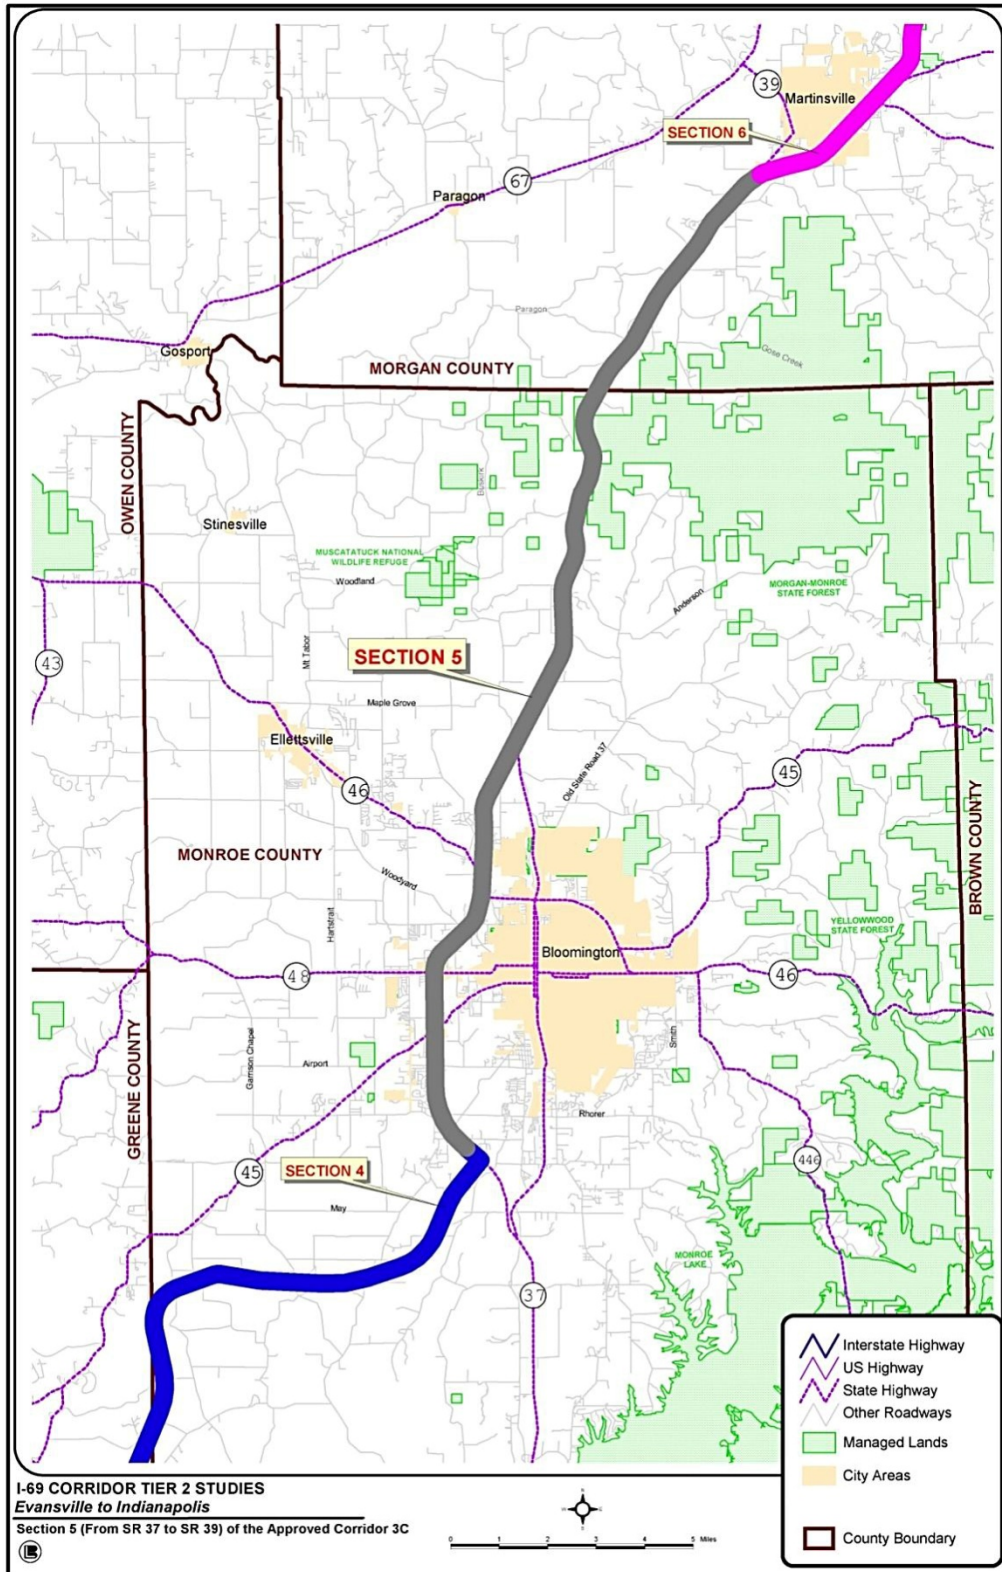 39
Martinsville
SECTION 6
67
Paragon
Paragon
Gosport
Gose Creek
MORGAN COUNTY
OWEN COUNTY
Buskirk
Stinesville
MUSCATATUCK NATIONAL
WILDLIFE REFUGE
Woodland
MORGAN-MONROE
STATE FOREST
Anderson
Mt Tabor
43
SECTION 5
Maple Grove
Ellettsville
Old State Road 37
45
46
MONROE COUNTY
Woodyard
BROWN COUNTY
Hartstrait
YELLOWWOOD
STATE FOREST
Bloomington
48
46
GREENE COUNTY
Garrison Chapel
Airport
Smith
Rhorer
45
SECTION 4
446
May
MONROE
LAKE
37
Interstate Highway
US Highway
State Highway
Other Roadways
Managed Lands
City Areas
County Boundary
I-69 CORRIDOR TIER 2 STUDIES
Evansville to Indianapolis
Section 5 (From SR 37 to SR 39) of the Approved Corridor 3C
N
W E
S
0 1 2 3 4 5 Miles